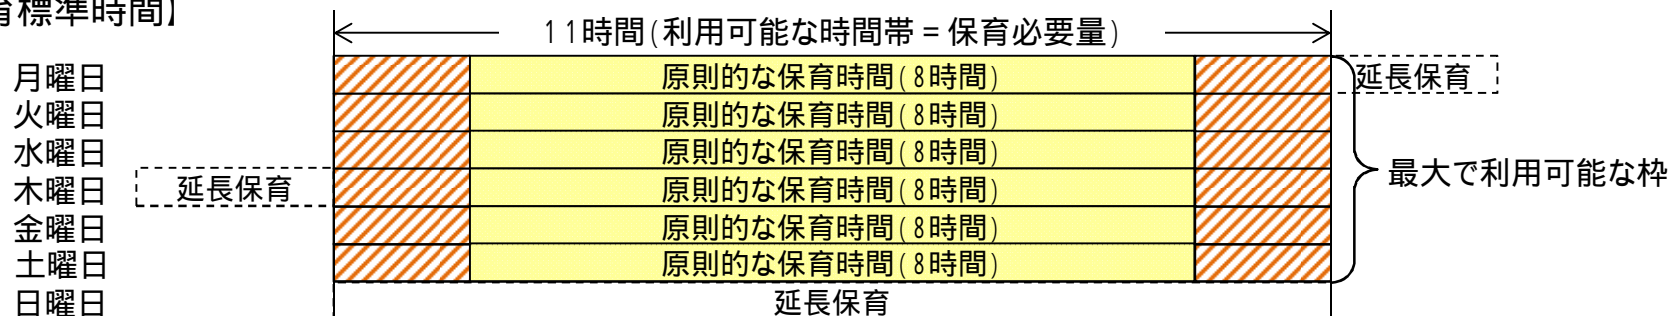 育標準時間】
11時間(利用可能な時間帯=保育必要量)
月曜日 原則的な保育時間(8時間) 延長保育
火曜日 原則的な保育時間(8時間)
水曜日 原則的な保育時間(8時間)
木曜日 延長保育 原則的な保育時間(8時間) 最大で利用可能な枠
金曜日 原則的な保育時間(8時間)
土曜日 原則的な保育時間(8時間)
日曜日 延長保育